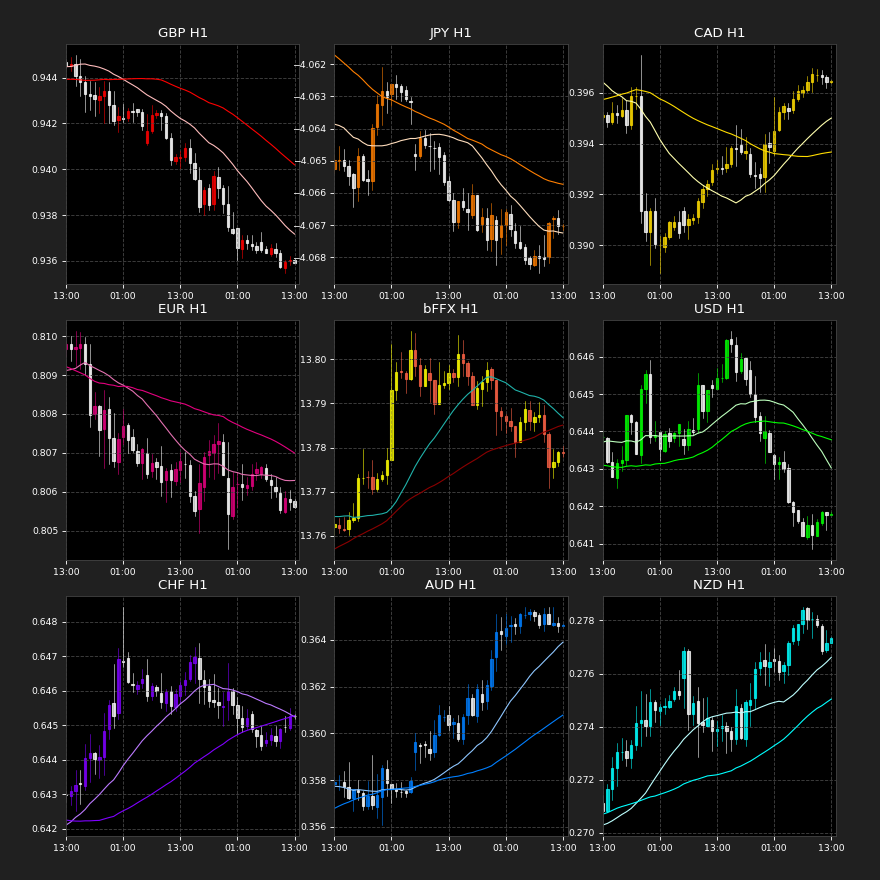 GBP H1
JPY H1
CAD H1
0.944
0.942
0.940
0.938
0.936
−4.062
−4.063
−4.064
−4.065
−4.066
−4.067
−4.068
0.396
0.394
0.392
0.390
13:00 01:00 13:00 01:00 13:00
13:00 01:00 13:00 01:00 13:00
13:00 01:00 13:00 01:00 13:00
EUR H1
bFFX H1
USD H1
0.810
0.809
0.808
0.807
0.806
0.805
13.80
13.79
13.78
13.77
13.76
0.646
0.645
0.644
0.643
0.642
0.641
13:00 01:00 13:00 01:00 13:00
13:00 01:00 13:00 01:00 13:00
13:00 01:00 13:00 01:00 13:00
CHF H1
AUD H1
NZD H1
0.648
0.647
0.646
0.645
0.644
0.643
0.642
0.364
0.362
0.360
0.358
0.356
0.278
0.276
0.274
0.272
0.270
13:00 01:00 13:00 01:00 13:00
13:00 01:00 13:00 01:00 13:00
13:00 01:00 13:00 01:00 13:00